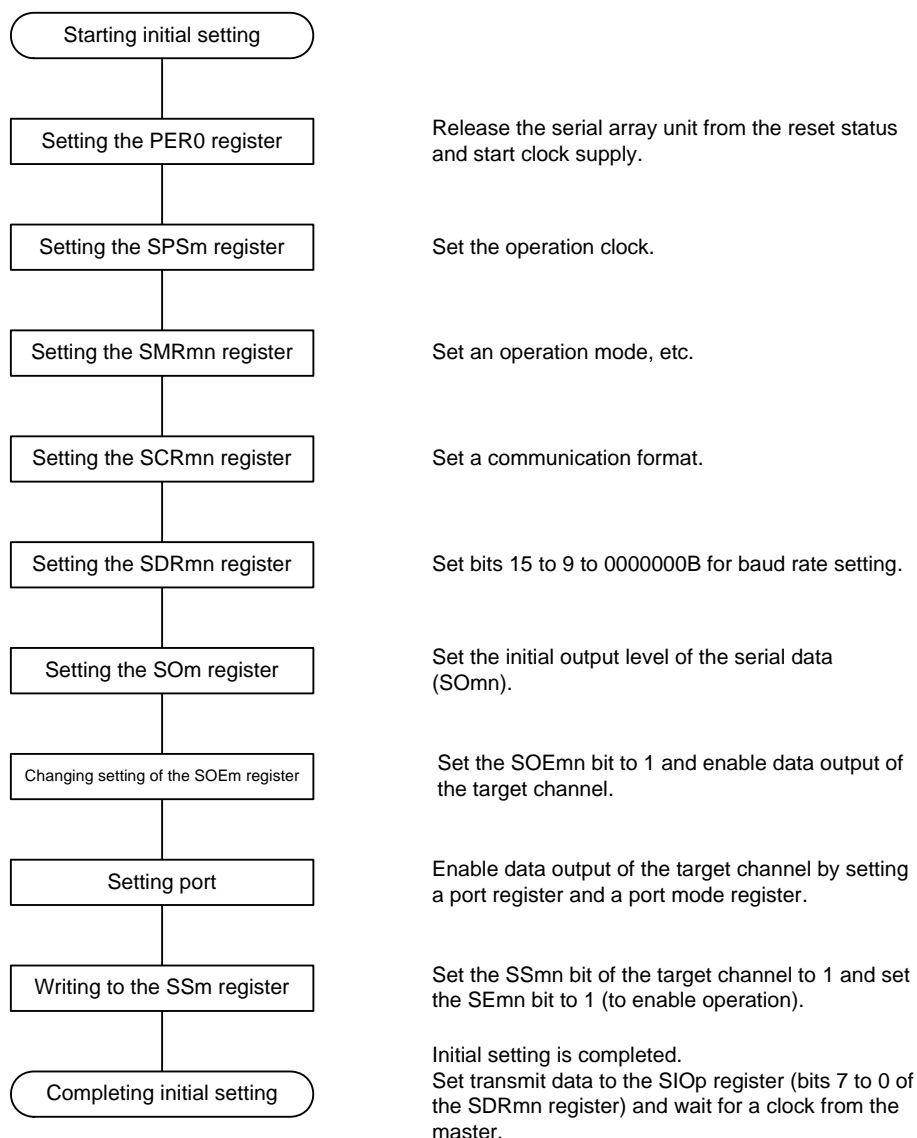 Starting initial setting
Setting the PER0 register
Release the serial array unit from the reset status
and start clock supply.
Setting the SPSm register
Set the operation clock.
Setting the SMRmn register
Set an operation mode, etc.
Setting the SCRmn register
Set a communication format.
Setting the SDRmn register
Set bits 15 to 9 to 0000000B for baud rate setting.
Setting the SOm register
Set the initial output level of the serial data
(SOmn).
Changing setting of the SOEm register
Set the SOEmn bit to 1 and enable data output of
the target channel.
Setting port
Enable data output of the target channel by setting
a port register and a port mode register.
Writing to the SSm register
Set the SSmn bit of the target channel to 1 and set
the SEmn bit to 1 (to enable operation).
Completing initial setting
Initial setting is completed.
Set transmit data to the SIOp register (bits 7 to 0 of
the SDRmn register) and wait for a clock from the
master.